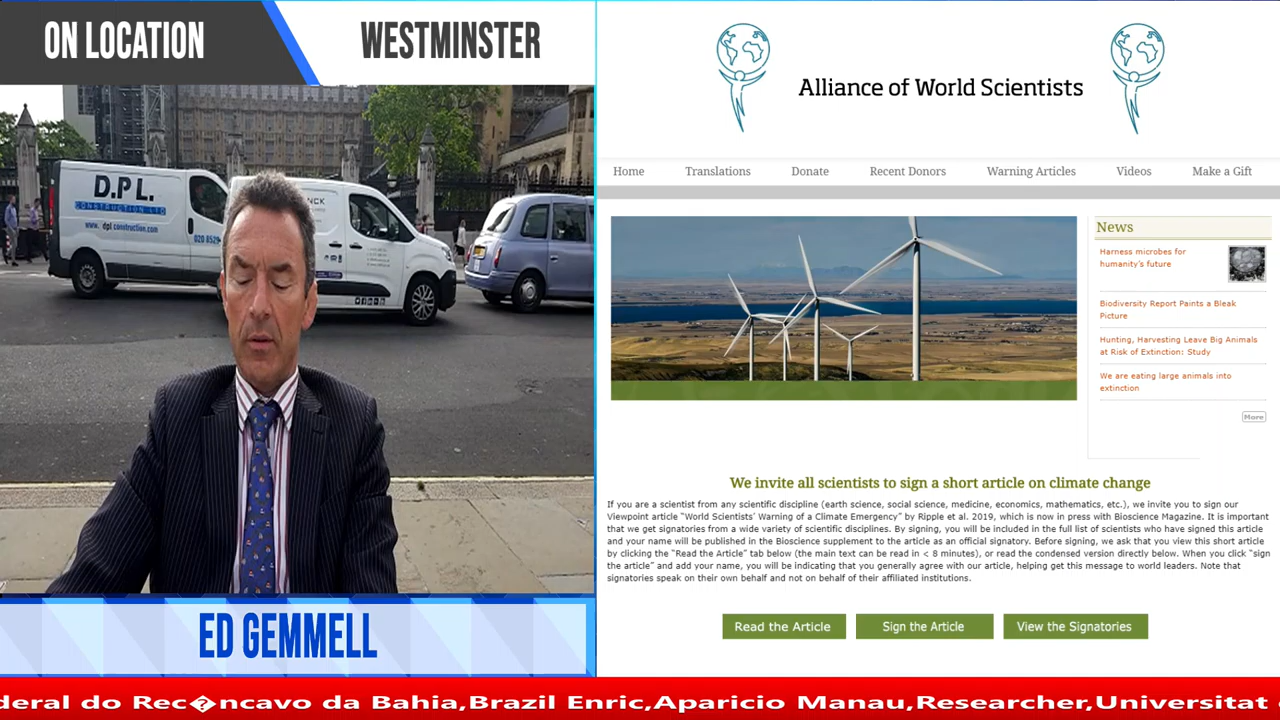 ON LOCATION
WESTMINSTER
D.P.L.
CONSTRUCTION LTD
www. dpl construction.com
020 8529
NCK
ED GEMMELL
Alliance of World Scientists
Home
Translations
Donate
Recent Donors
Warning Articles
Videos
Make a Gift
News
Harness microbes for
humanity's future
Biodiversity Report Paints a Bleak
Picture
Hunting, Harvesting Leave Big Animals
at Risk of Extinction: Study
We are eating large animals into
extinction
More
We invite all scientists to sign a short article on climate change
If you are a scientist from any scientific discipline (earth science, social science, medicine, economics, mathematics, etc.), we invite you to sign our
Viewpoint article "World Scientists' Warning of a Climate Emergency" by Ripple et al. 2019, which is now in press with Bioscience Magazine. It is important
that we get signatories from a wide variety of scientific disciplines. By signing, you will be included in the full list of scientists who have signed this article
and your name will be published in the Bioscience supplement to the article as an official signatory. Before signing, we ask that you view this short article
by clicking the "Read the Article" tab below (the main text can be read in < 8 minutes), or read the condensed version directly below. When you click "sign
the article" and add your name, you will be indicating that you generally agree with our article, helping get this message to world leaders. Note that
signatories speak on their own behalf and not on behalf of their affiliated institutions.
Read the Article
Sign the Article
View the Signatories
deral do Rec�ncavo da Bahia,Brazil Enric,Aparicio Manau,Researcher,Universitat